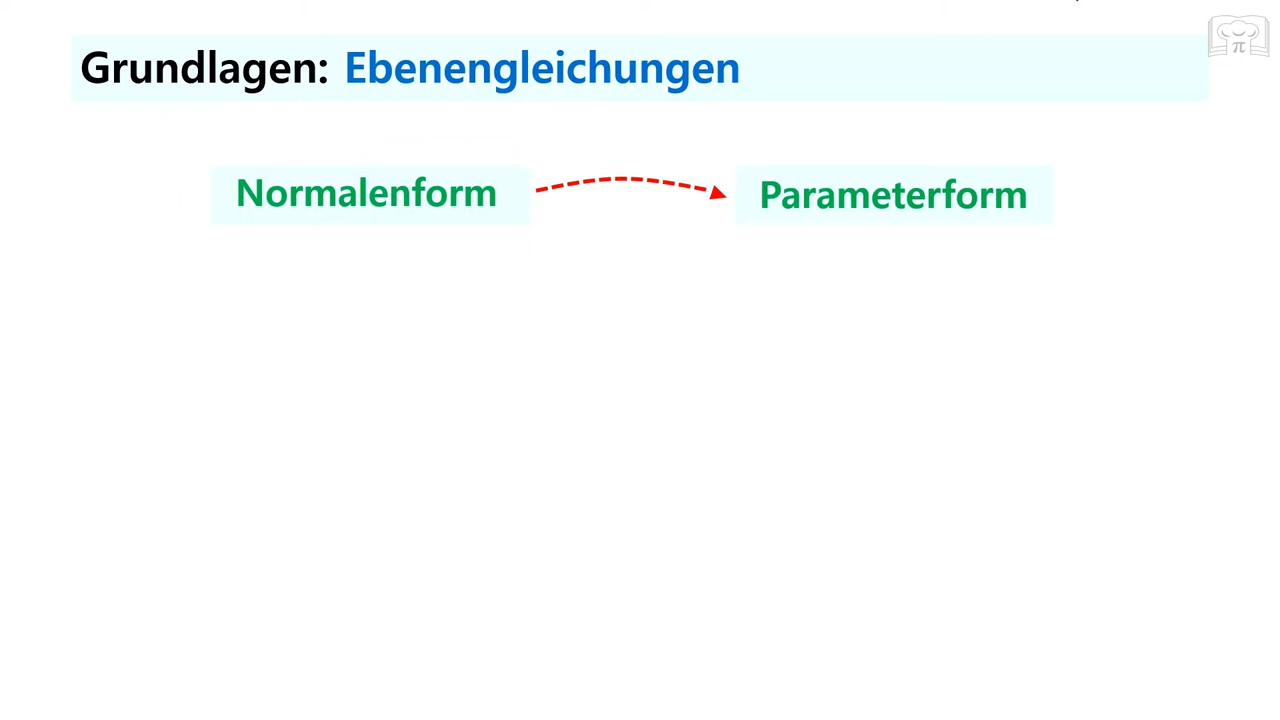 Grundlagen: Ebenengleichungen
Normalenform
Parameterform
π